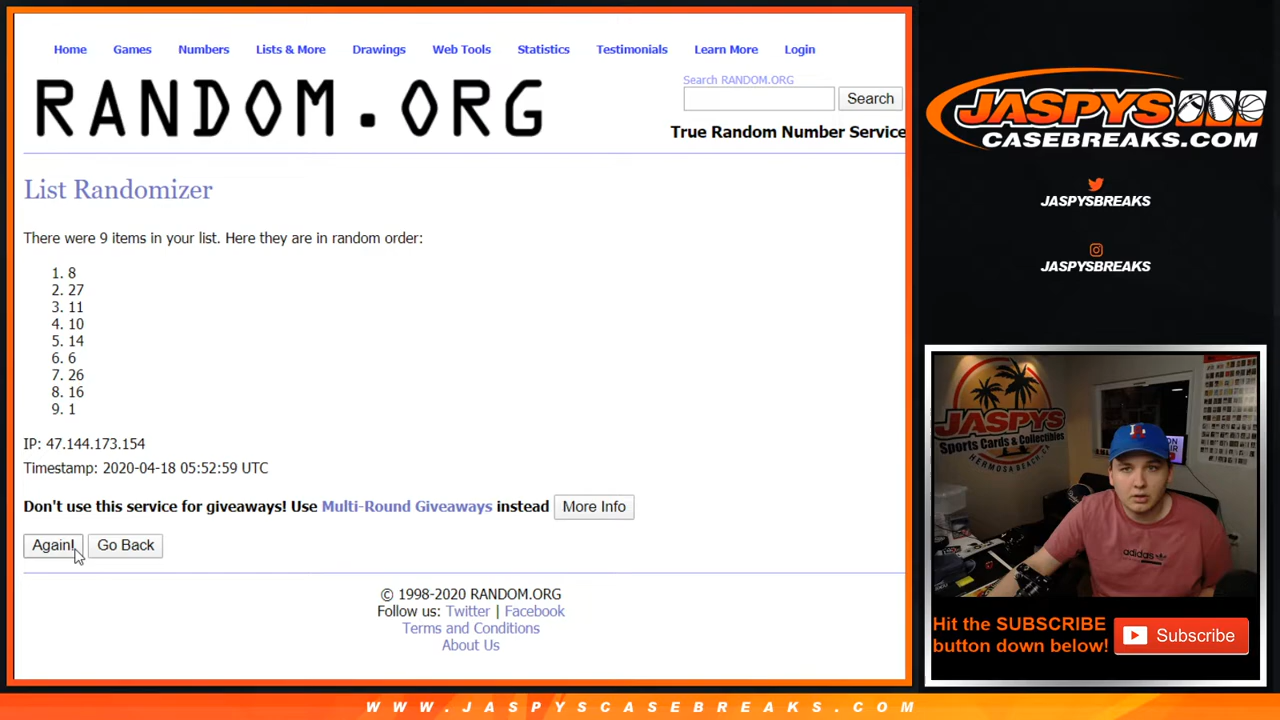 Home Games Numbers Lists & More Drawings Web Tools Statistics Testimonials Learn More Login
RANDOM.ORG
Search RANDOM.ORG
Search
True Random Number Service
List Randomizer
There were 9 items in your list. Here they are in random order:
1. 8
2. 27
3. 11
4. 10
5. 14
6. 6
7. 26
8. 16
9. 1
IP: 47.144.173.154
Timestamp: 2020-04-18 05:52:59 UTC
Don't use this service for giveaways! Use Multi-Round Giveaways instead More Info
Again! Go Back
© 1998-2020 RANDOM.ORG
Follow us: Twitter | Facebook
Terms and Conditions
About Us
JASPYS
CASEBREAKS.COM
JASPYSBREAKS
JASPYSBREAKS
JASPYS
Sports Cards & Collectibles
HERMOSA BEACH, CA
adidas
Hit the SUBSCRIBE
button down below!
Subscribe
WWW.JASPYSCASEBREAKS.COM